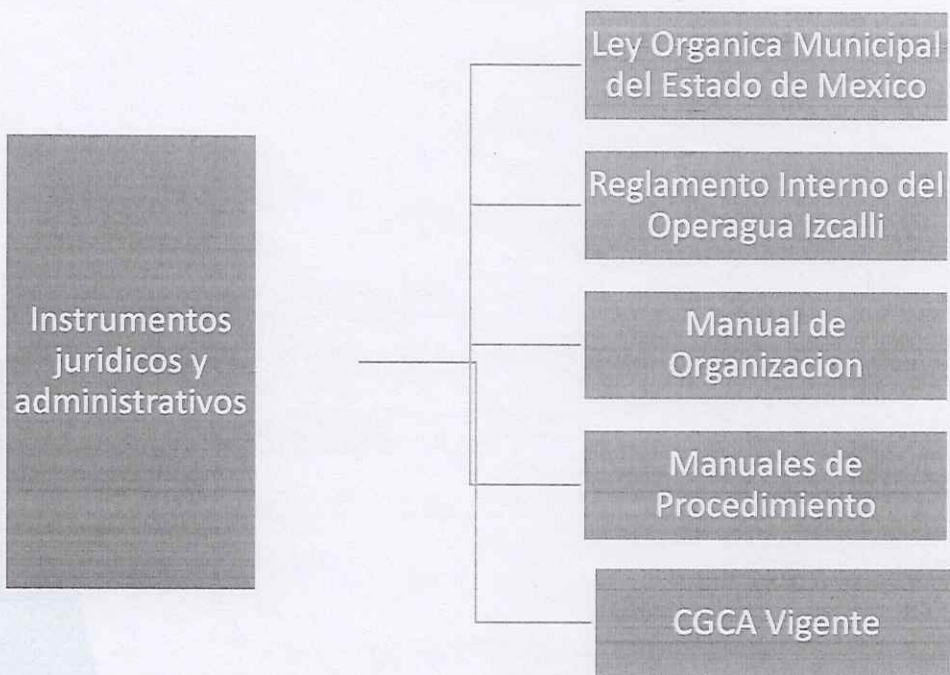 Instrumentos
juridicos y
administrativos
Ley Organica Municipal
del Estado de Mexico
Reglamento Interno del
Operagua Izcalli
Manual de
Organizacion
Manuales de
Procedimiento
CGCA Vigente